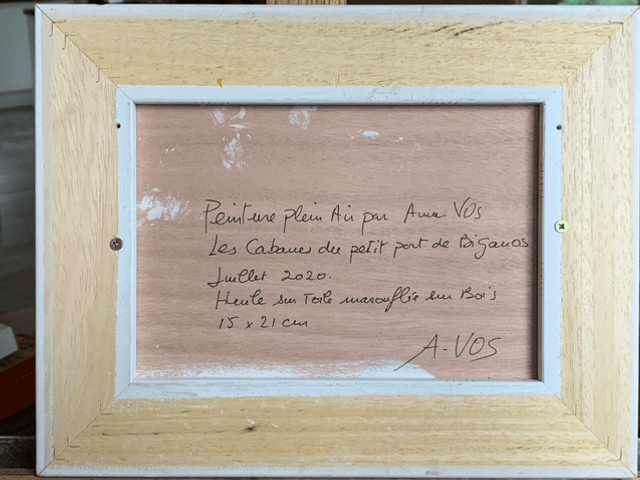 Peinture plein Air par Anna VOS
Les Cabanes du petit port de Biganos
Juillet 2020.
Huile sur Toile marouflée sur Bois
15 x 21 cm
A-VOS